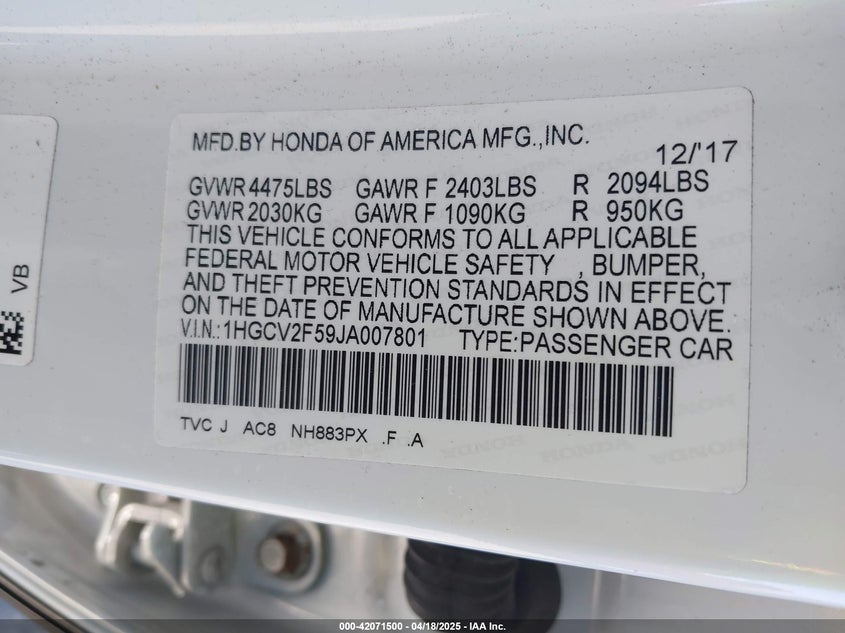 MFD.BY HONDA OF AMERICA MFG.,INC.
12/'17
GVWR 4475LBS GAWR F 2403LBS R 2094LBS
GVWR 2030KG GAWR F 1090KG R 950KG
THIS VEHICLE CONFORMS TO ALL APPLICABLE
FEDERAL MOTOR VEHICLE SAFETY , BUMPER,
AND THEFT PREVENTION STANDARDS IN EFFECT
ON THE DATE OF MANUFACTURE SHOWN ABOVE.
V.I.N.:1HGCV2F59JA007801 TYPE:PASSENGER CAR
TVC J AC8 NH883PX .F .A
VB
000-42071500 / 04/18/2025 - IAA Inc.